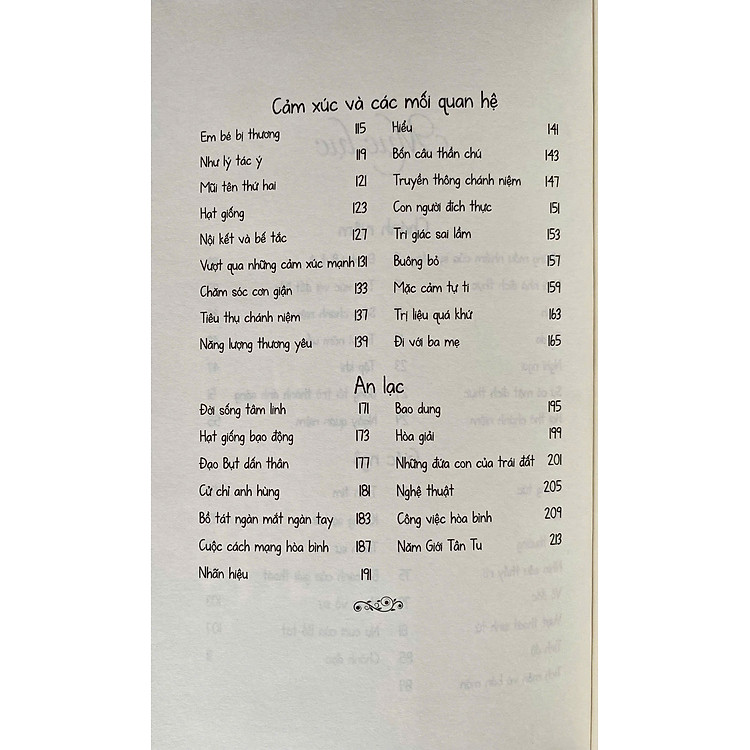 Cảm xúc và các mối quan hệ
Em bé bị thương 115
Như lý tác ý 119
Mũi tên thứ hai 121
Hạt giống 123
Nội kết và bế tắc 127
Vượt qua những cảm xúc mạnh 131
Chăm sóc cơn giận 133
Tiêu thụ chánh niệm 137
Năng lượng thương yêu 139
Hiểu 141
Bốn câu thần chú 143
Truyền thông chánh niệm 147
Con người đích thực 151
Tri giác sai lầm 153
Buông bỏ 157
Mặc cảm tự ti 159
Trị liệu quá khứ 163
Đi với ba mẹ 165
An lạc
Đời sống tâm linh 171
Hạt giống bạo động 173
Đạo Bụt dấn thân 177
Cử chỉ anh hùng 181
Bồ tát ngàn mắt ngàn tay 183
Cuộc cách mạng hòa bình 187
Nhãn hiệu 191
Bao dung 195
Hòa giải 199
Những đứa con của trái đất 201
Nghệ thuật 205
Công việc hòa bình 209
Năm Giới Tân Tu 213